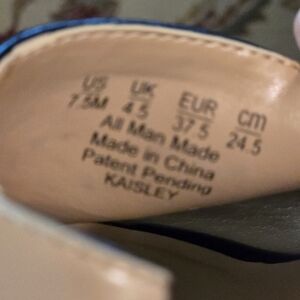 US UK EUR cm
7.5M 4.5 37.5 24.5
All Man Made
Made in China
Patent Pending
KAISLEY